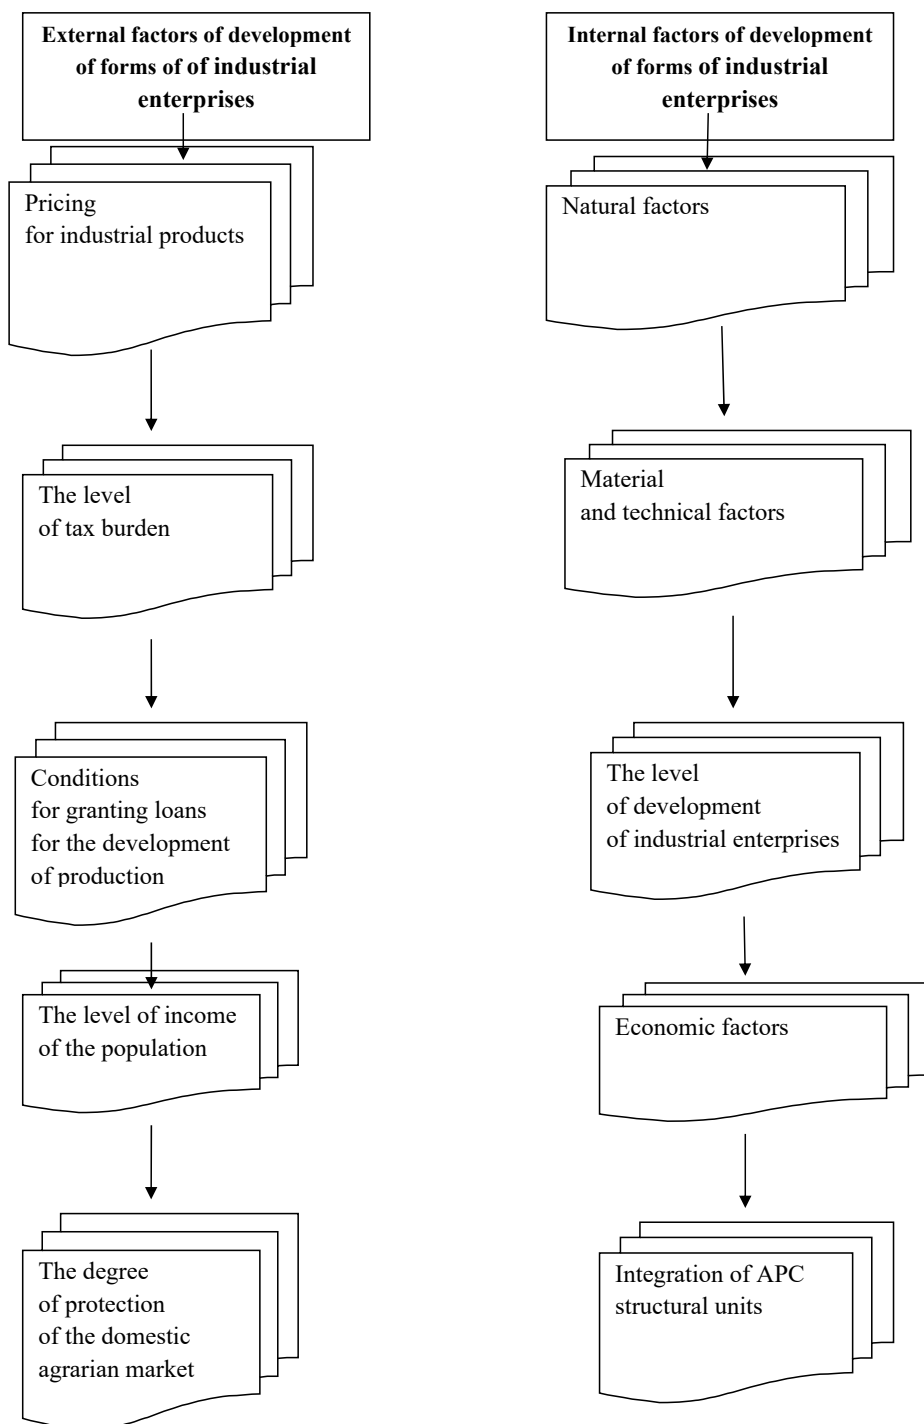 External factors of development
of forms of of industrial
enterprises
Pricing
for industrial products
The level
of tax burden
Conditions
for granting loans
for the development
of production
The level of income
of the population
The degree
of protection
of the domestic
agrarian market
Internal factors of development
of forms of industrial
enterprises
Natural factors
Material
and technical factors
The level
of development
of industrial enterprises
Economic factors
Integration of APC
structural units